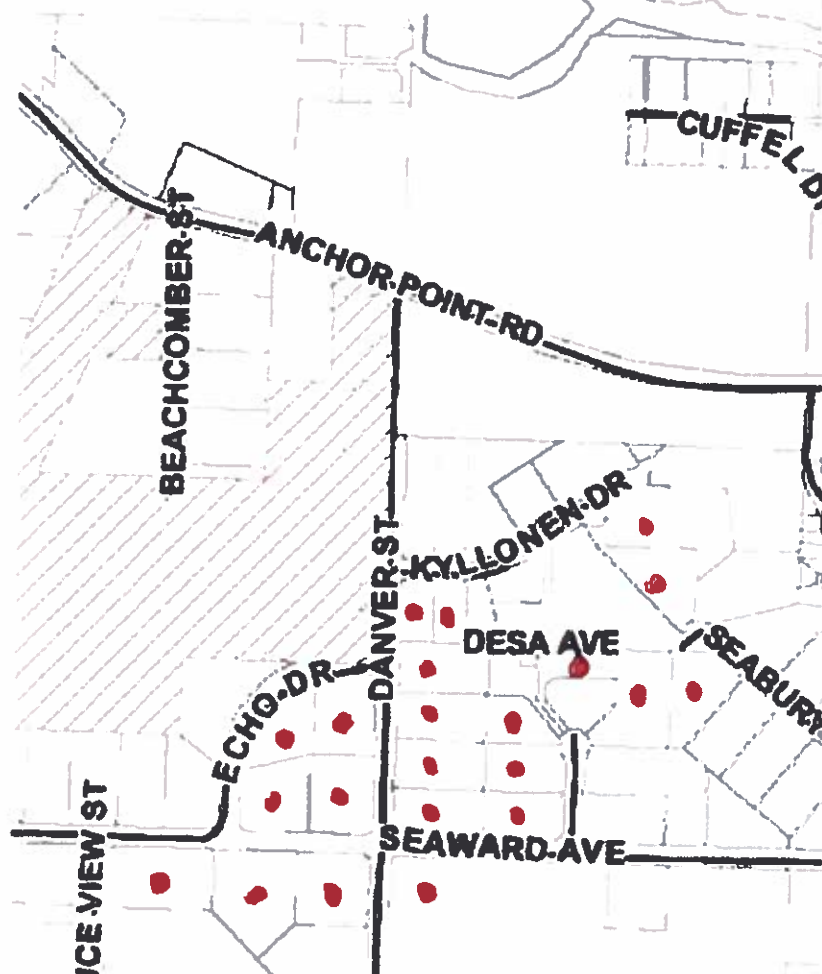 CUFFEL D
BEACHCOMBER-ST
ANCHOR-POINT-RD
KYLLONEN-DR
DANVER-ST
DESA AVE
SEABURY
ECHO-DR
SEAWARD-AVE
VIEW ST